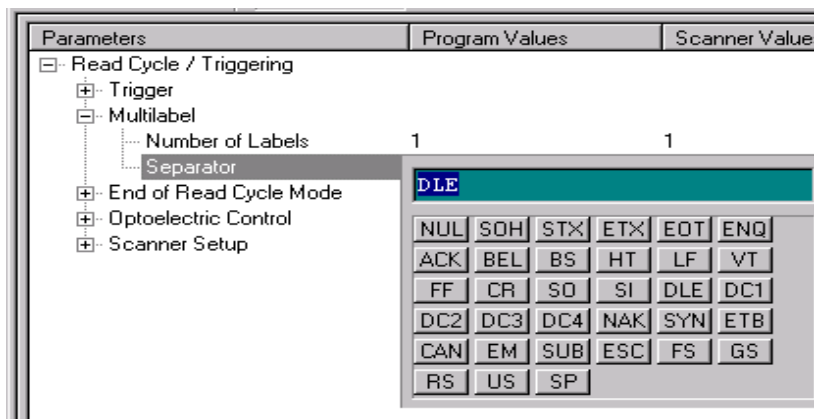 Parameters Program Values Scanner Value
Read Cycle / Triggering
Trigger
Multilabel
Number of Labels 1 1
Separator
DLE
End of Read Cycle Mode
Optoelectric Control
Scanner Setup
NUL SOH STX ETX EOT ENQ
ACK BEL BS HT LF VT
FF CR SO SI DLE DC1
DC2 DC3 DC4 NAK SYN ETB
CAN EM SUB ESC FS GS
RS US SP